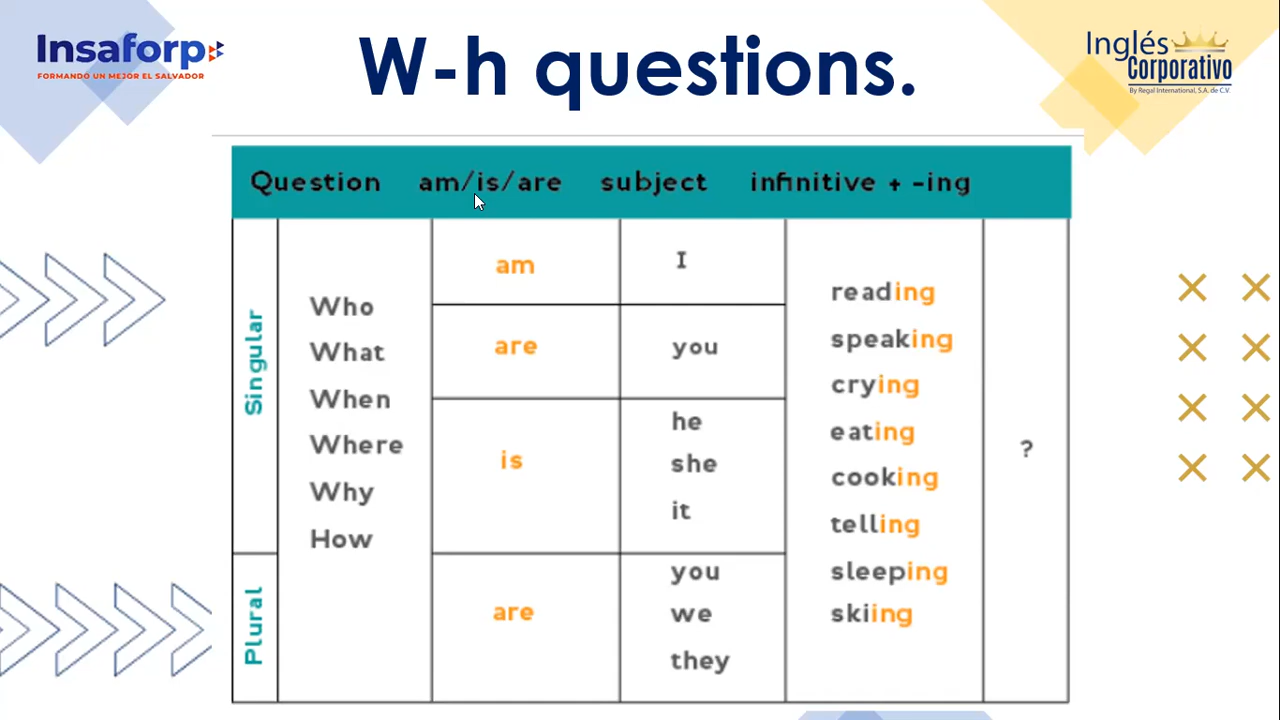 Insaforp
FORMANDO UN MEJOR EL SALVADOR
W-h questions.
Inglés
Corporativo
By Regal International, S.A. de C.V.
Question am/is/are subject infinitive + -ing
Singular
Who
What
When
Where
Why
How
am
I
are
you
is
he
she
it
Plural
are
you
we
they
reading
speaking
crying
eating
cooking
telling
sleeping
skiing
?